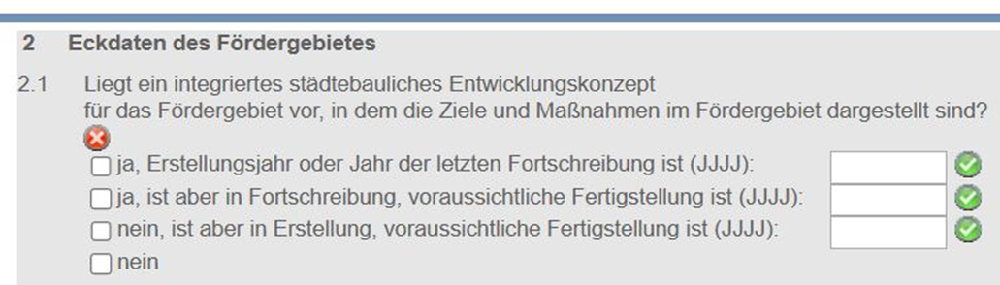 2 Eckdaten des Fördergebietes
2.1 Liegt ein integriertes städtebauliches Entwicklungskonzept
für das Fördergebiet vor, in dem die Ziele und Maßnahmen im Fördergebiet dargestellt sind?
ja, Erstellungsjahr oder Jahr der letzten Fortschreibung ist (JJJJ):
ja, ist aber in Fortschreibung, voraussichtliche Fertigstellung ist (JJJJ):
nein, ist aber in Erstellung, voraussichtliche Fertigstellung ist (JJJJ):
nein